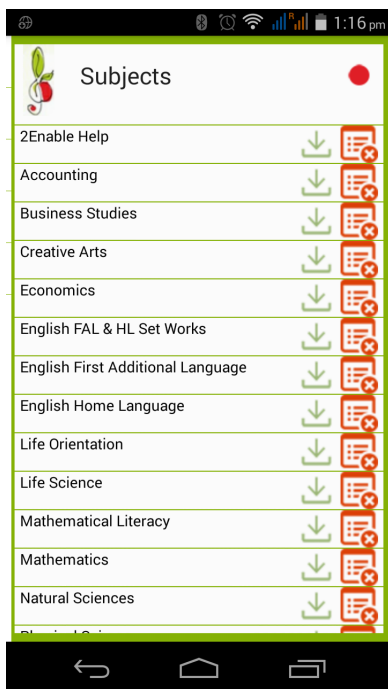 R
1:16 pm
Subjects
2Enable Help
Accounting
Business Studies
Creative Arts
Economics
English FAL & HL Set Works
English First Additional Language
English Home Language
Life Orientation
Life Science
Mathematical Literacy
Mathematics
Natural Sciences